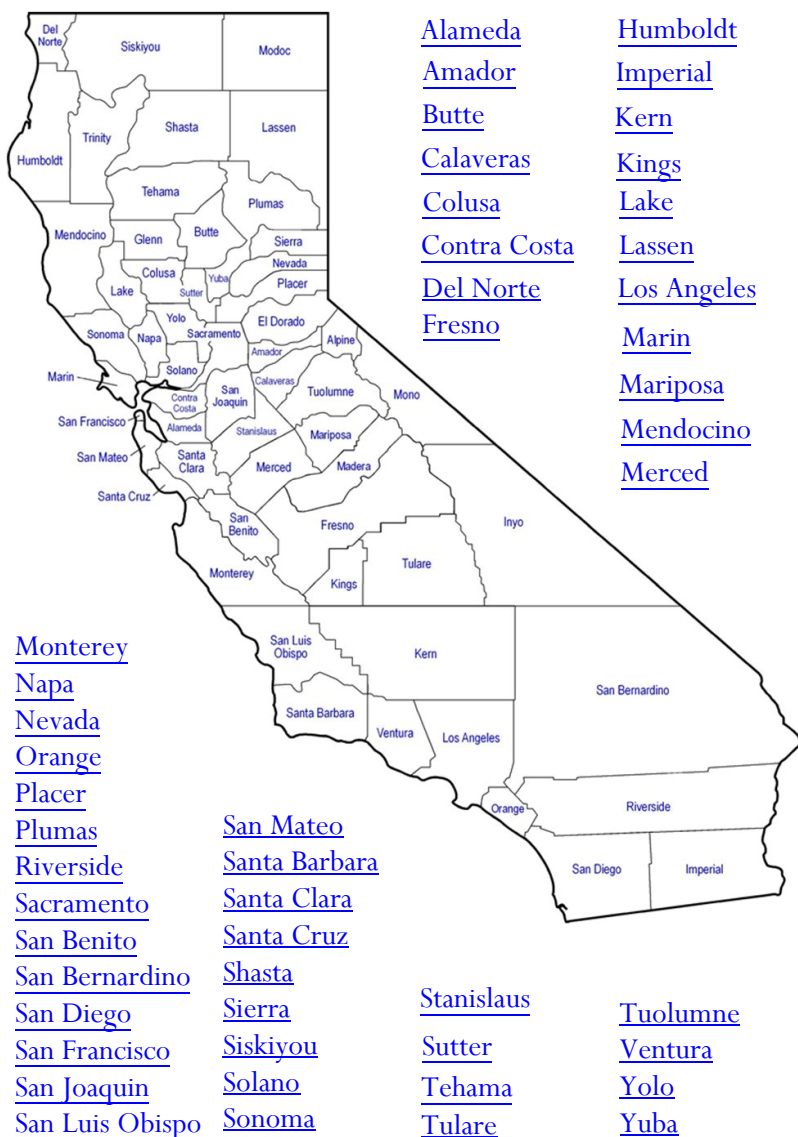 Del
Norte
Siskiyou
Modoc
Humboldt
Trinity
Shasta
Lassen
Tehama
Plumas
Mendocino
Glenn
Butte
Sierra
Nevada
Placer
Colusa
Lake
Sutter
Yuba
Yolo
El Dorado
Sonoma
Napa
Sacramento
Alpine
Amador
Solano
Marin
Calaveras
Tuolumne
Mono
Contra
Costa
San
Joaquin
San Francisco
Alameda
Stanislaus
Mariposa
San Mateo
Santa
Clara
Merced
Madera
Santa Cruz
San
Benito
Fresno
Inyo
Monterey
Kings
Tulare
San Luis
Obispo
Kern
San Bernardino
Santa Barbara
Ventura
Los Angeles
Orange
Riverside
San Diego
Imperial
Alameda
Amador
Butte
Calaveras
Colusa
Contra Costa
Del Norte
Fresno
Humboldt
Imperial
Kern
Kings
Lake
Lassen
Los Angeles
Marin
Mariposa
Mendocino
Merced
Monterey
Napa
Nevada
Orange
Placer
Plumas
Riverside
Sacramento
San Benito
San Bernardino
San Diego
San Francisco
San Joaquin
San Luis Obispo
San Mateo
Santa Barbara
Santa Clara
Santa Cruz
Shasta
Sierra
Siskiyou
Solano
Sonoma
Stanislaus
Sutter
Tehama
Tulare
Tuolumne
Ventura
Yolo
Yuba